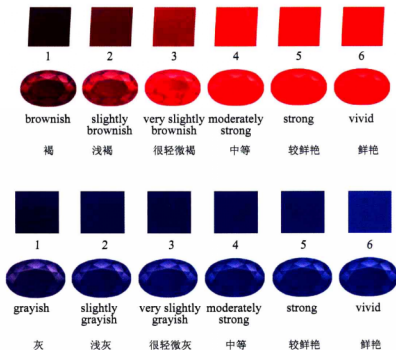 1 2 3 4 5 6
brownish slightly brownish very slightly brownish moderately strong strong vivid
褐 浅褐 很轻微褐 中等 较鲜艳 鲜艳
1 2 3 4 5 6
grayish slightly grayish very slightly grayish moderately strong strong vivid
灰 浅灰 很轻微灰 中等 较鲜艳 鲜艳